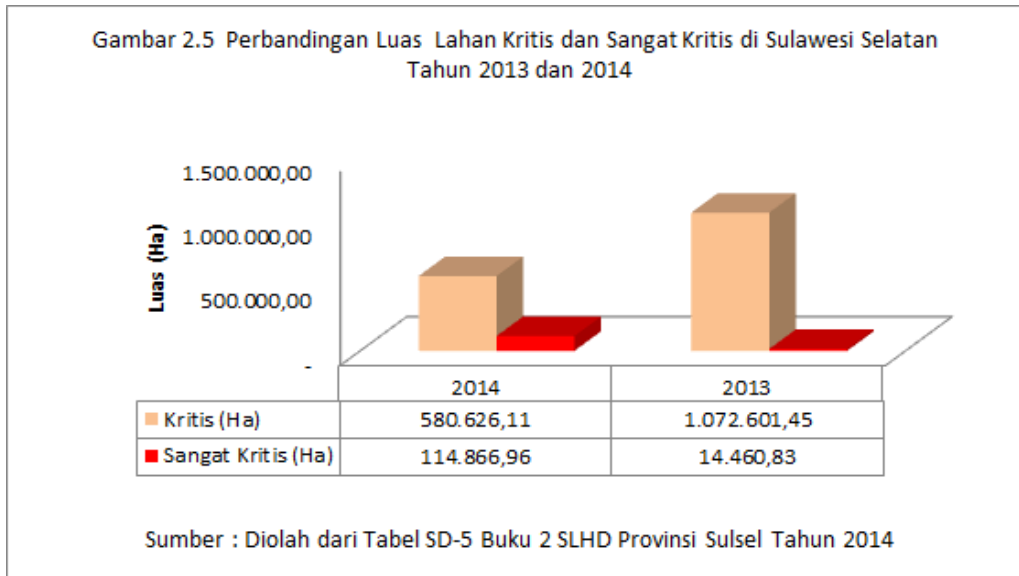 Gambar 2.5 Perbandingan Luas Lahan Kritis dan Sangat Kritis di Sulawesi Selatan
Tahun 2013 dan 2014
1.500.000,00
1.000.000,00
500.000,00
-
Luas (Ha)
2014 2013
Kritis (Ha) 580.626,11 1.072.601,45
Sangat Kritis (Ha) 114.866,96 14.460,83
Sumber : Diolah dari Tabel SD-5 Buku 2 SLHD Provinsi Sulsel Tahun 2014